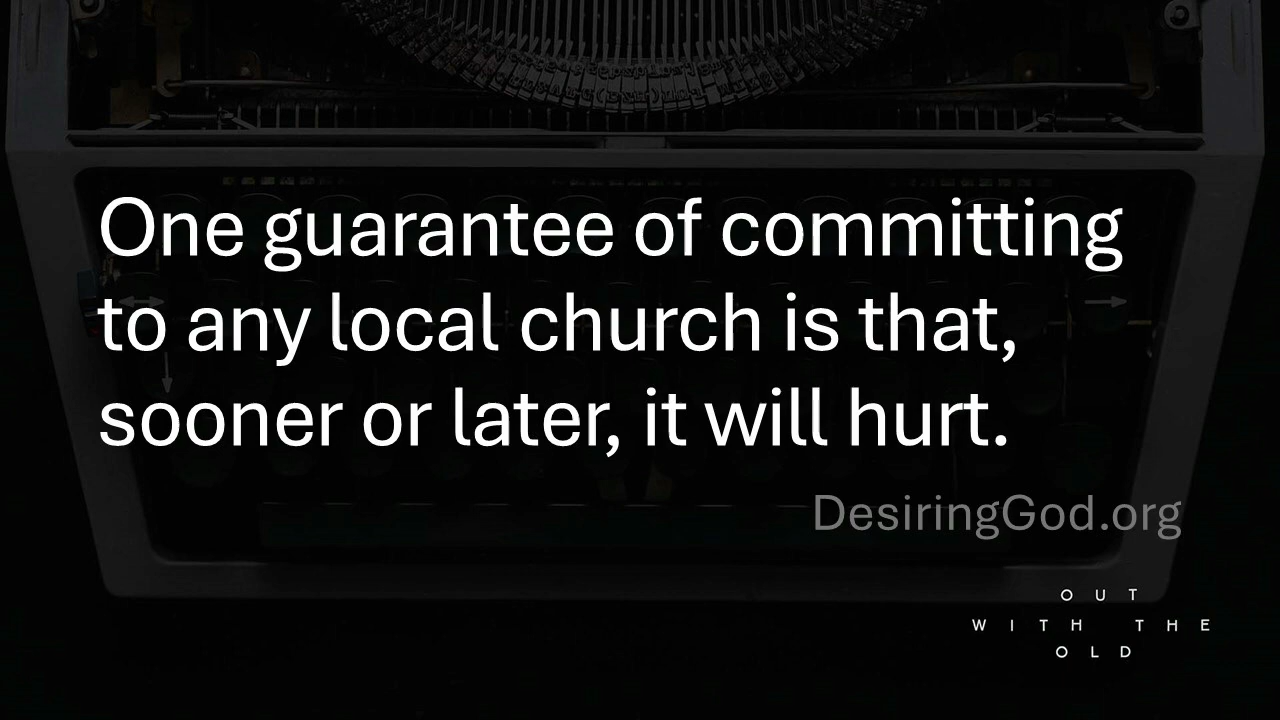 One guarantee of committing
to any local church is that,
sooner or later, it will hurt.
DesiringGod.org
OUT
WITH THE
OLD